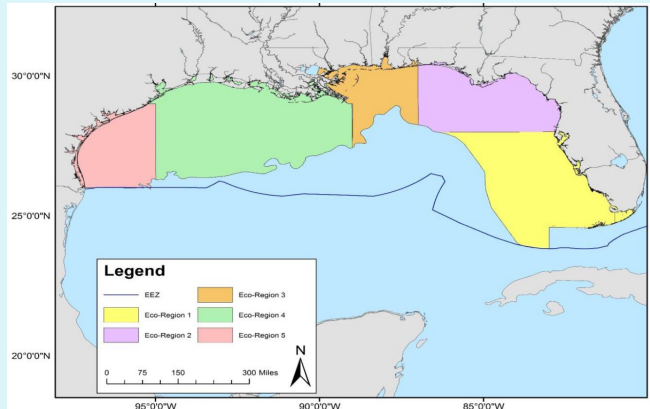 30°0'0"N
25°0'0"N
20°0'0"N
Legend
EEZ
Eco-Region 1
Eco-Region 2
Eco-Region 3
Eco-Region 4
Eco-Region 5
0 75 150 300 Miles
N
95°0'0"W
90°0'0"W
85°0'0"W